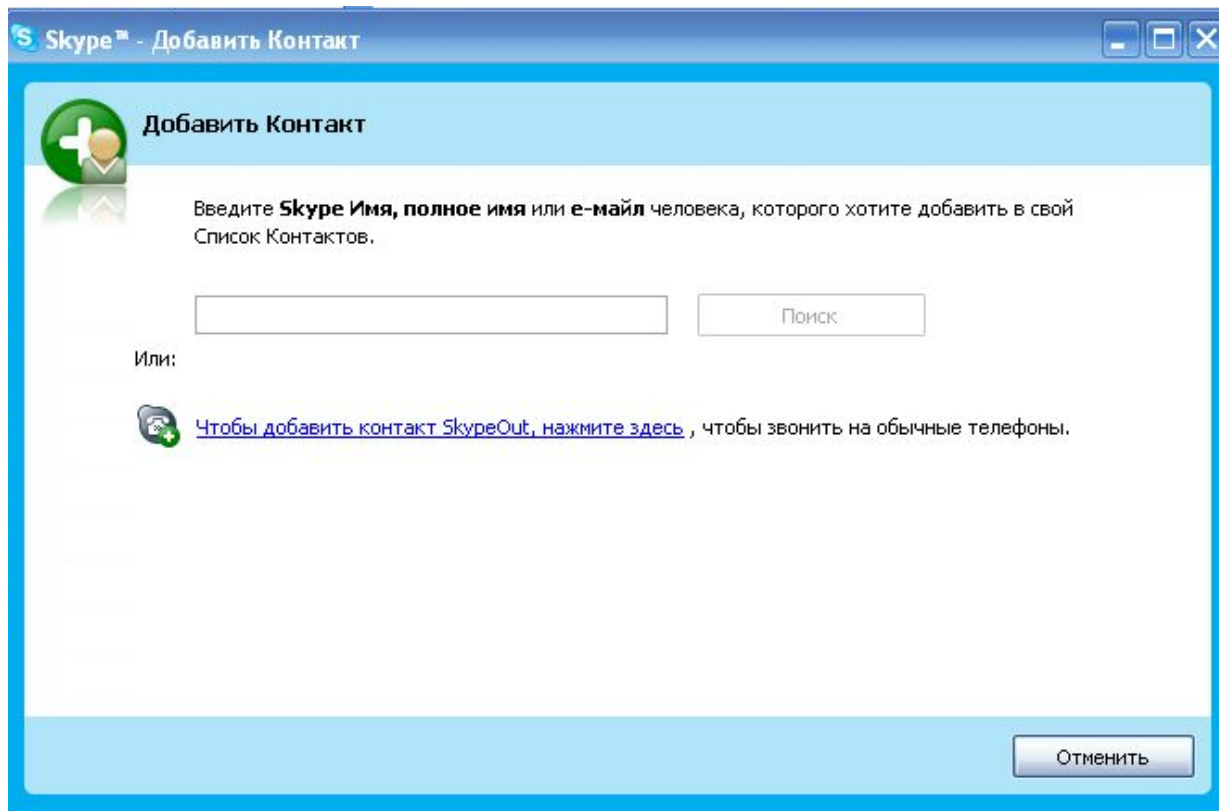 Skype™ - Добавить Контакт
Добавить Контакт
Введите Skype Имя, полное имя или е-майл человека, которого хотите добавить в свой
Список Контактов.
Поиск
Или:
Чтобы добавить контакт SkypeOut, нажмите здесь , чтобы звонить на обычные телефоны.
Отменить